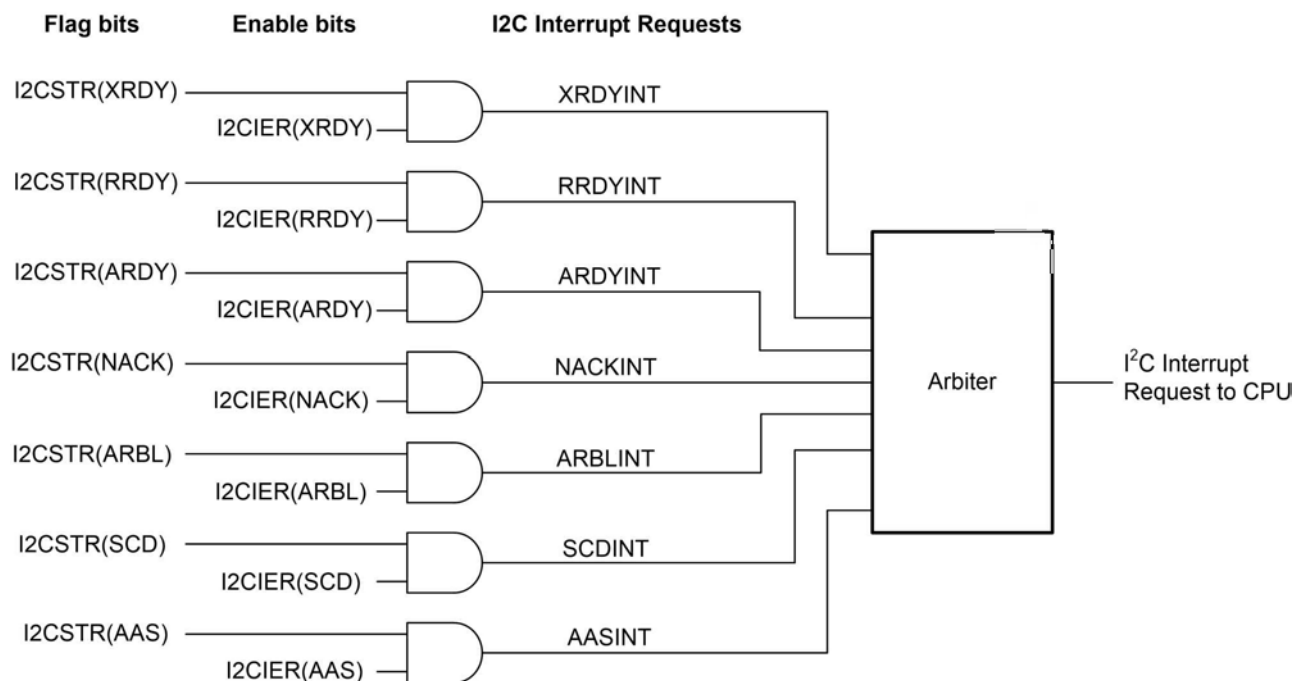 Flag bits Enable bits I2C Interrupt Requests
I2CSTR(XRDY)
XRDYINT
I2CIER(XRDY)
I2CSTR(RRDY)
RRDYINT
I2CIER(RRDY)
I2CSTR(ARDY)
ARDYINT
I2CIER(ARDY)
I2CSTR(NACK)
NACKINT
I2CIER(NACK)
I2CSTR(ARBL)
ARBLINT
I2CIER(ARBL)
I2CSTR(SCD)
SCDINT
I2CIER(SCD)
I2CSTR(AAS)
AASINT
I2CIER(AAS)
Arbiter
I²C Interrupt
Request to CPU